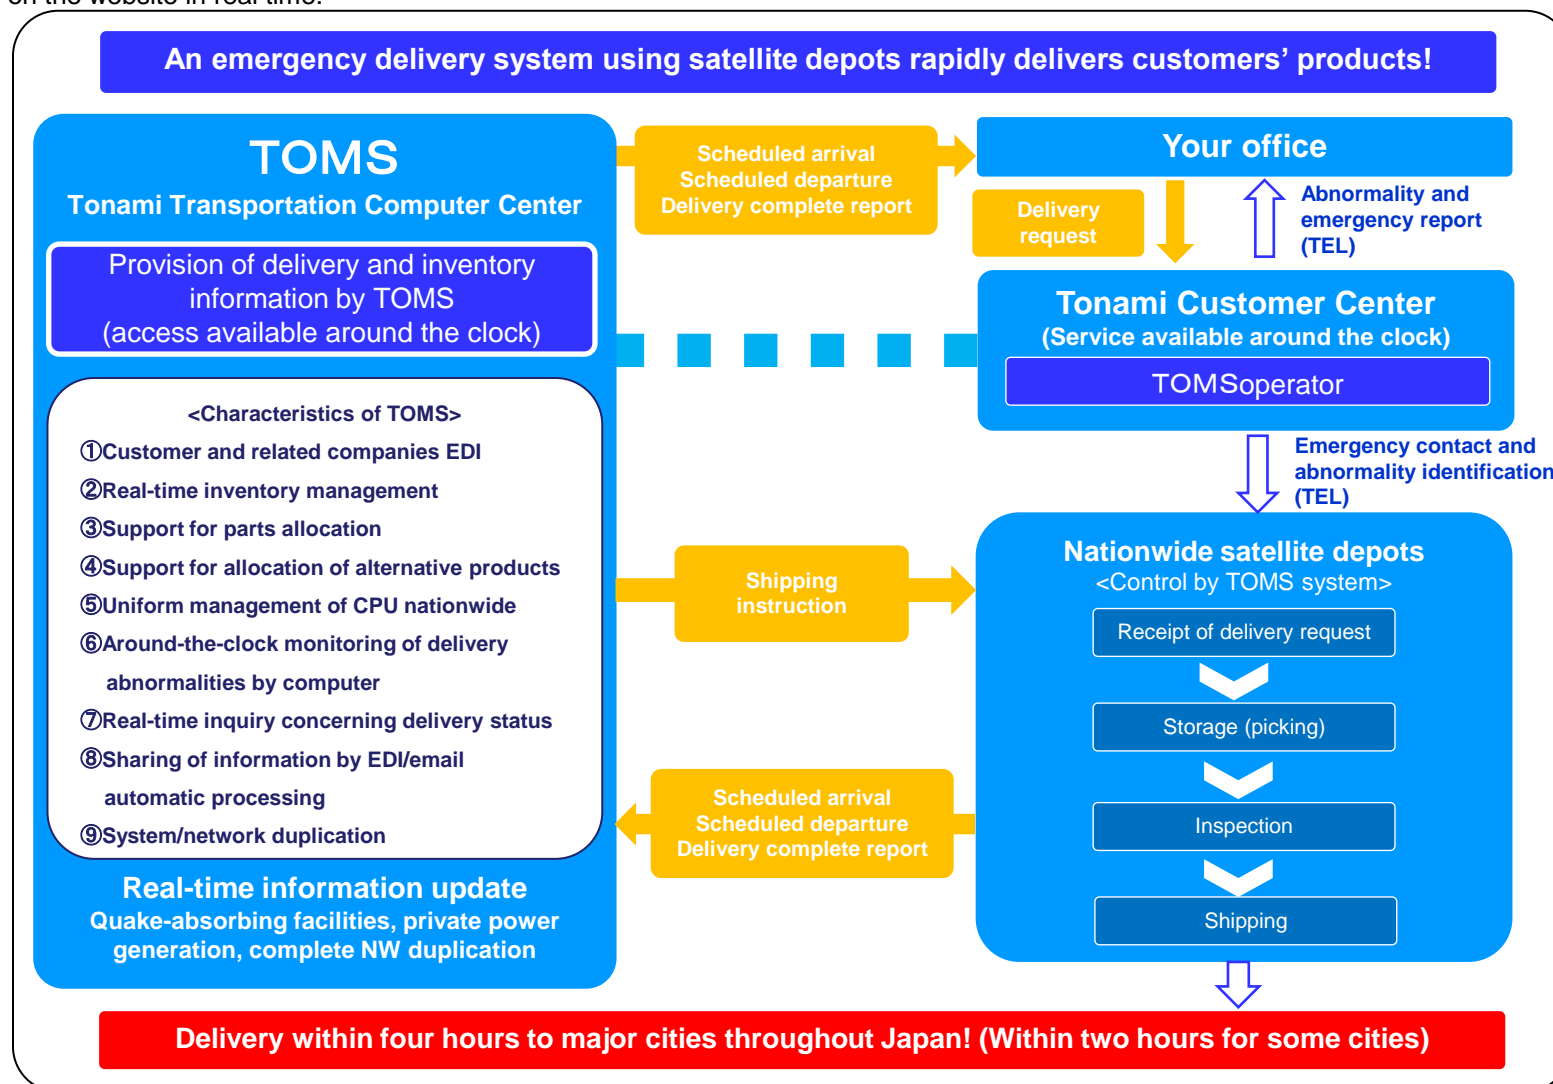 on the website in real time.
An emergency delivery system using satellite depots rapidly delivers customers’ products!
TOMS
Tonami Transportation Computer Center
Provision of delivery and inventory
information by TOMS
(access available around the clock)
<Characteristics of TOMS>
①Customer and related companies EDI
②Real-time inventory management
③Support for parts allocation
④Support for allocation of alternative products
⑤Uniform management of CPU nationwide
⑥Around-the-clock monitoring of delivery
abnormalities by computer
⑦Real-time inquiry concerning delivery status
⑧Sharing of information by EDI/email
automatic processing
⑨System/network duplication
Real-time information update
Quake-absorbing facilities, private power
generation, complete NW duplication
Scheduled arrival
Scheduled departure
Delivery complete report
Your office
Delivery
request
Abnormality and
emergency report
(TEL)
Tonami Customer Center
(Service available around the clock)
TOMSoperator
Emergency contact and
abnormality identification
(TEL)
Shipping
instruction
Nationwide satellite depots
<Control by TOMS system>
Receipt of delivery request
Storage (picking)
Inspection
Shipping
Scheduled arrival
Scheduled departure
Delivery complete report
Delivery within four hours to major cities throughout Japan! (Within two hours for some cities)